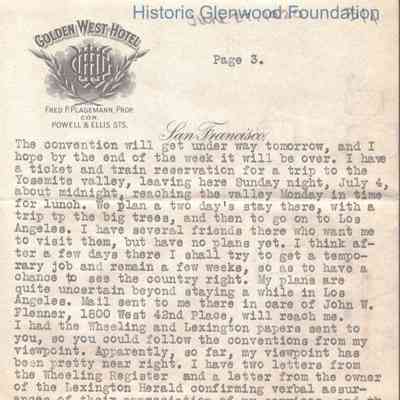 Historic Glenwood Foundation
GOLDEN WEST HOTEL
Page 3.
FRED P. PLAGEMANN, PROP.
COR.
POWELL & ELLIS STS.
San Francisco
The convention will get under way tomorrow, and I
hope by the end of the week it will be over. I have
a ticket and train reservation for a trip to the
Yosemite valley, leaving here Sunday night, July 4,
about midnight, reaching the valley Monday in time
for lunch. We plan a two day's stay there, with a
trip tp the big trees, and then to go on to Los
Angeles. I have several friends there who want me
to visit them, but have no plans yet. I think af-
ter a few days there I shall try to get a tempo-
rary job and remain a few weeks, so as to have a
chance to see the country right. My plans are
quite uncertain beyond staying a while in Los
Angeles. Mail sent to me there in care of John W.
Flenner, 1800 West 42nd Place, will reach me.
I had the Wheeling and Lexington papers sent to
you, so you could follow the conventions from my
viewpoint. Apparently, so far, my viewpoint has
been pretty near right. I have two letters from
the Wheeling Register and a letter from the owner
of the Lexington Herald confirming verbal assur-
ances of their appreciation of my services and